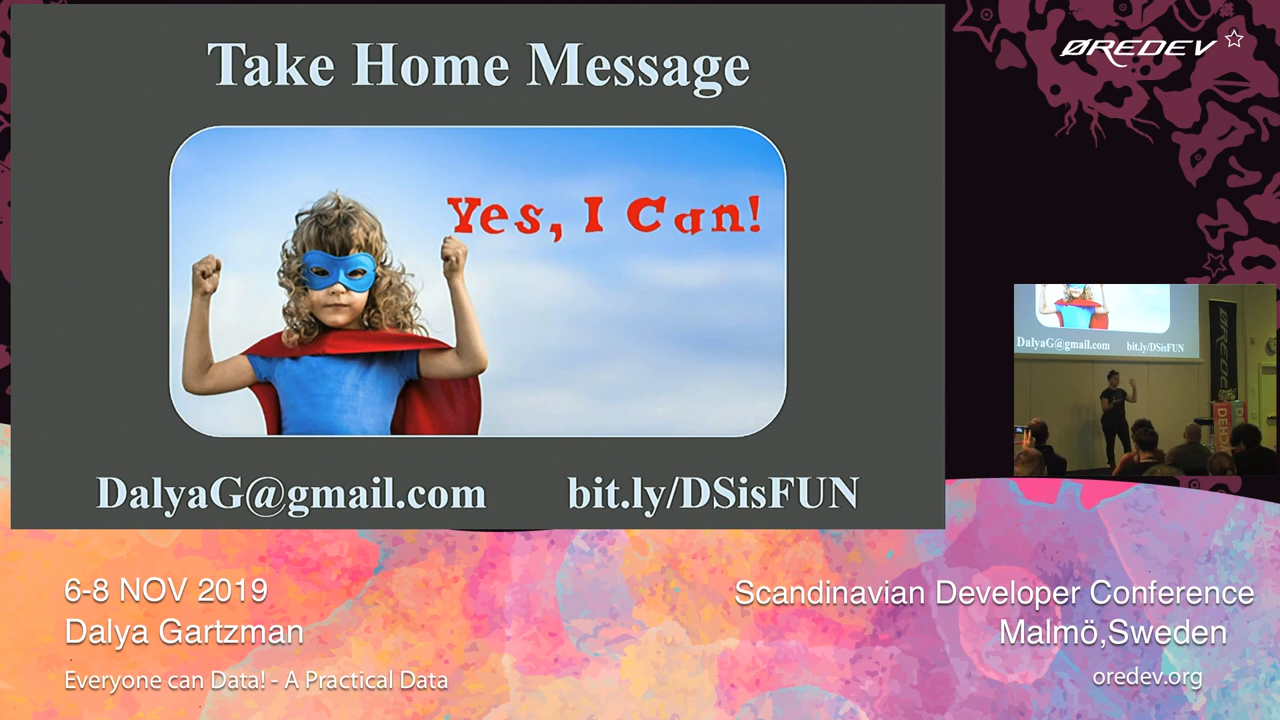 Take Home Message
Yes, I Can!
DalyaG@gmail.com
bit.ly/DSisFUN
ØREDEV
DalyaG@gmail.com
bit.ly/DSisFUN
6-8 NOV 2019
Dalya Gartzman
Everyone can Data! - A Practical Data
Scandinavian Developer Conference
Malmö,Sweden
oredev.org